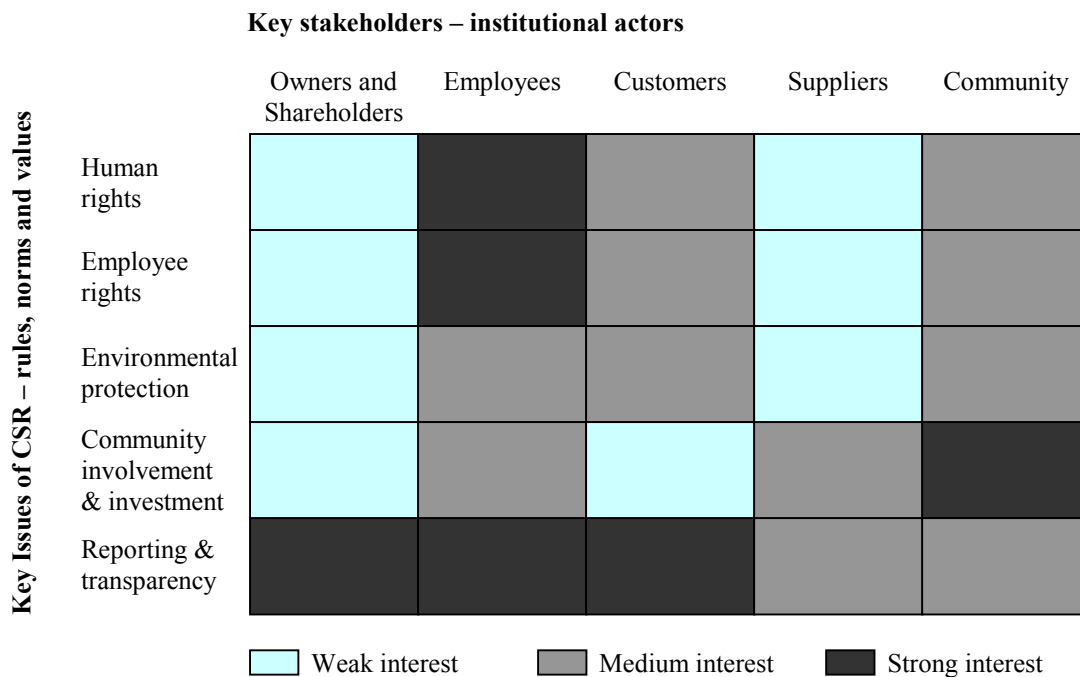 Key stakeholders – institutional actors
Owners and
Shareholders
Employees
Customers
Suppliers
Community
Key Issues of CSR – rules, norms and values
Human
rights
Employee
rights
Environmental
protection
Community
involvement
& investment
Reporting &
transparency
Weak interest
Medium interest
Strong interest